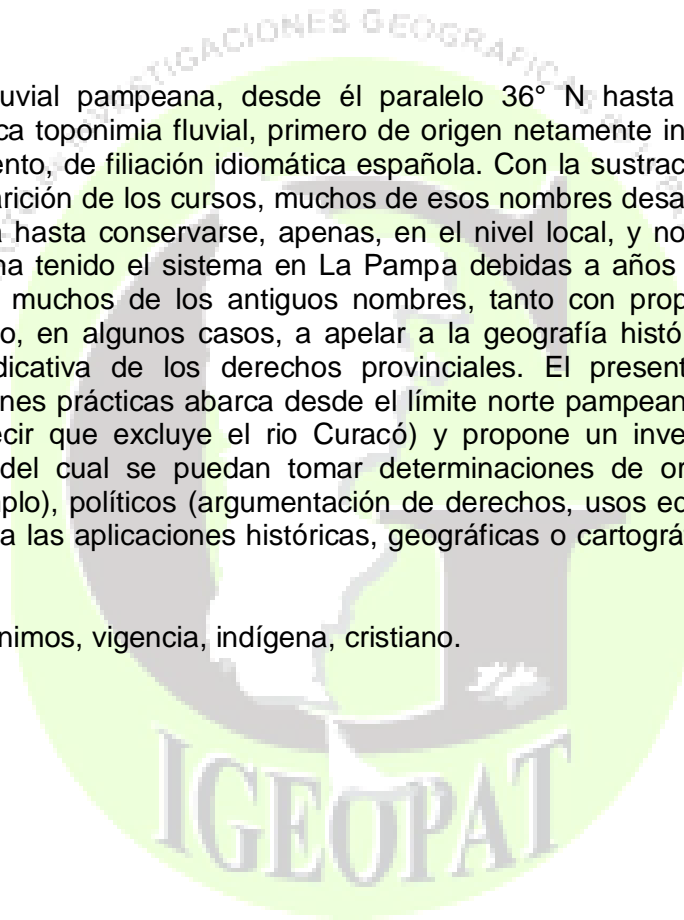 TIGACIONES GEOGRAFICAS
uvial pampeana, desde él paralelo 36° N hasta
ca toponimia fluvial, primero de origen netamente in
ento, de filiación idiomática española. Con la sustrac
arición de los cursos, muchos de esos nombres desa
a hasta conservarse, apenas, en el nivel local, y no
ha tenido el sistema en La Pampa debidas a años
muchos de los antiguos nombres, tanto con prop
o, en algunos casos, a apelar a la geografía histó
dicativa de los derechos provinciales. El present
nes prácticas abarca desde el límite norte pampean
ecir que excluye el rio Curacó) y propone un inve
del cual se puedan tomar determinaciones de or
plo), políticos (argumentación de derechos, usos ec
a las aplicaciones históricas, geográficas o cartográ
nimos, vigencia, indígena, cristiano.
IGEOPAT